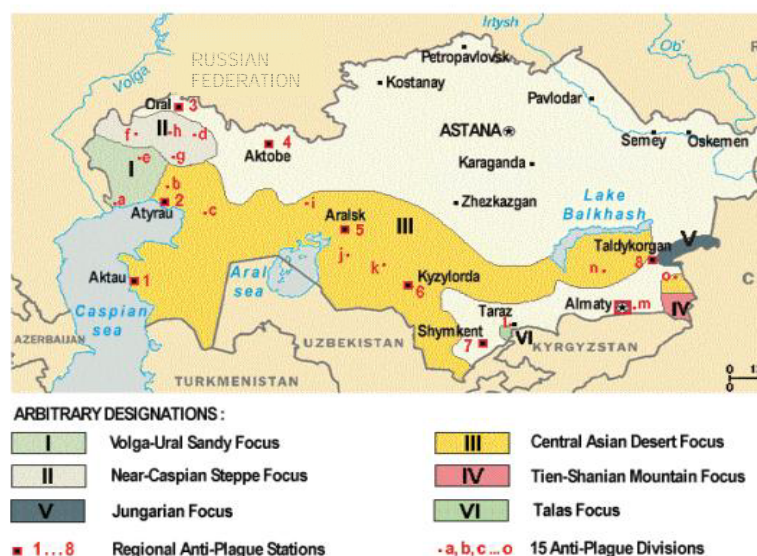 Irtysh
Ob'
RUSSIAN
FEDERATION
Petropavlovsk
Volga
Kostanay
Oral 3
Pavlodar
f II h d
4
Aktobe
ASTANA
Semey
Oskemen
e g
I
Karaganda
b
a
2
Atyrau
c
i
Zhezkazgan
Lake
Balkhash
Aralsk
5
III
V
Taldykorgan
8
j
k
n
o
Aktau 1
Aral
sea
6
Kyzylorda
Caspian
sea
Taraz
L
Almaty
m
IV
AZERBAIJAN
UZBEKISTAN
Shymkent
7
VI
KYRGYZSTAN
C
TURKMENISTAN
0
ARBITRARY DESIGNATIONS :
I Volga-Ural Sandy Focus
III Central Asian Desert Focus
II Near-Caspian Steppe Focus
IV Tien-Shanian Mountain Focus
V Jungarian Focus
VI Talas Focus
1 . . . 8 Regional Anti-Plague Stations
a, b, c ... o 15 Anti-Plague Divisions